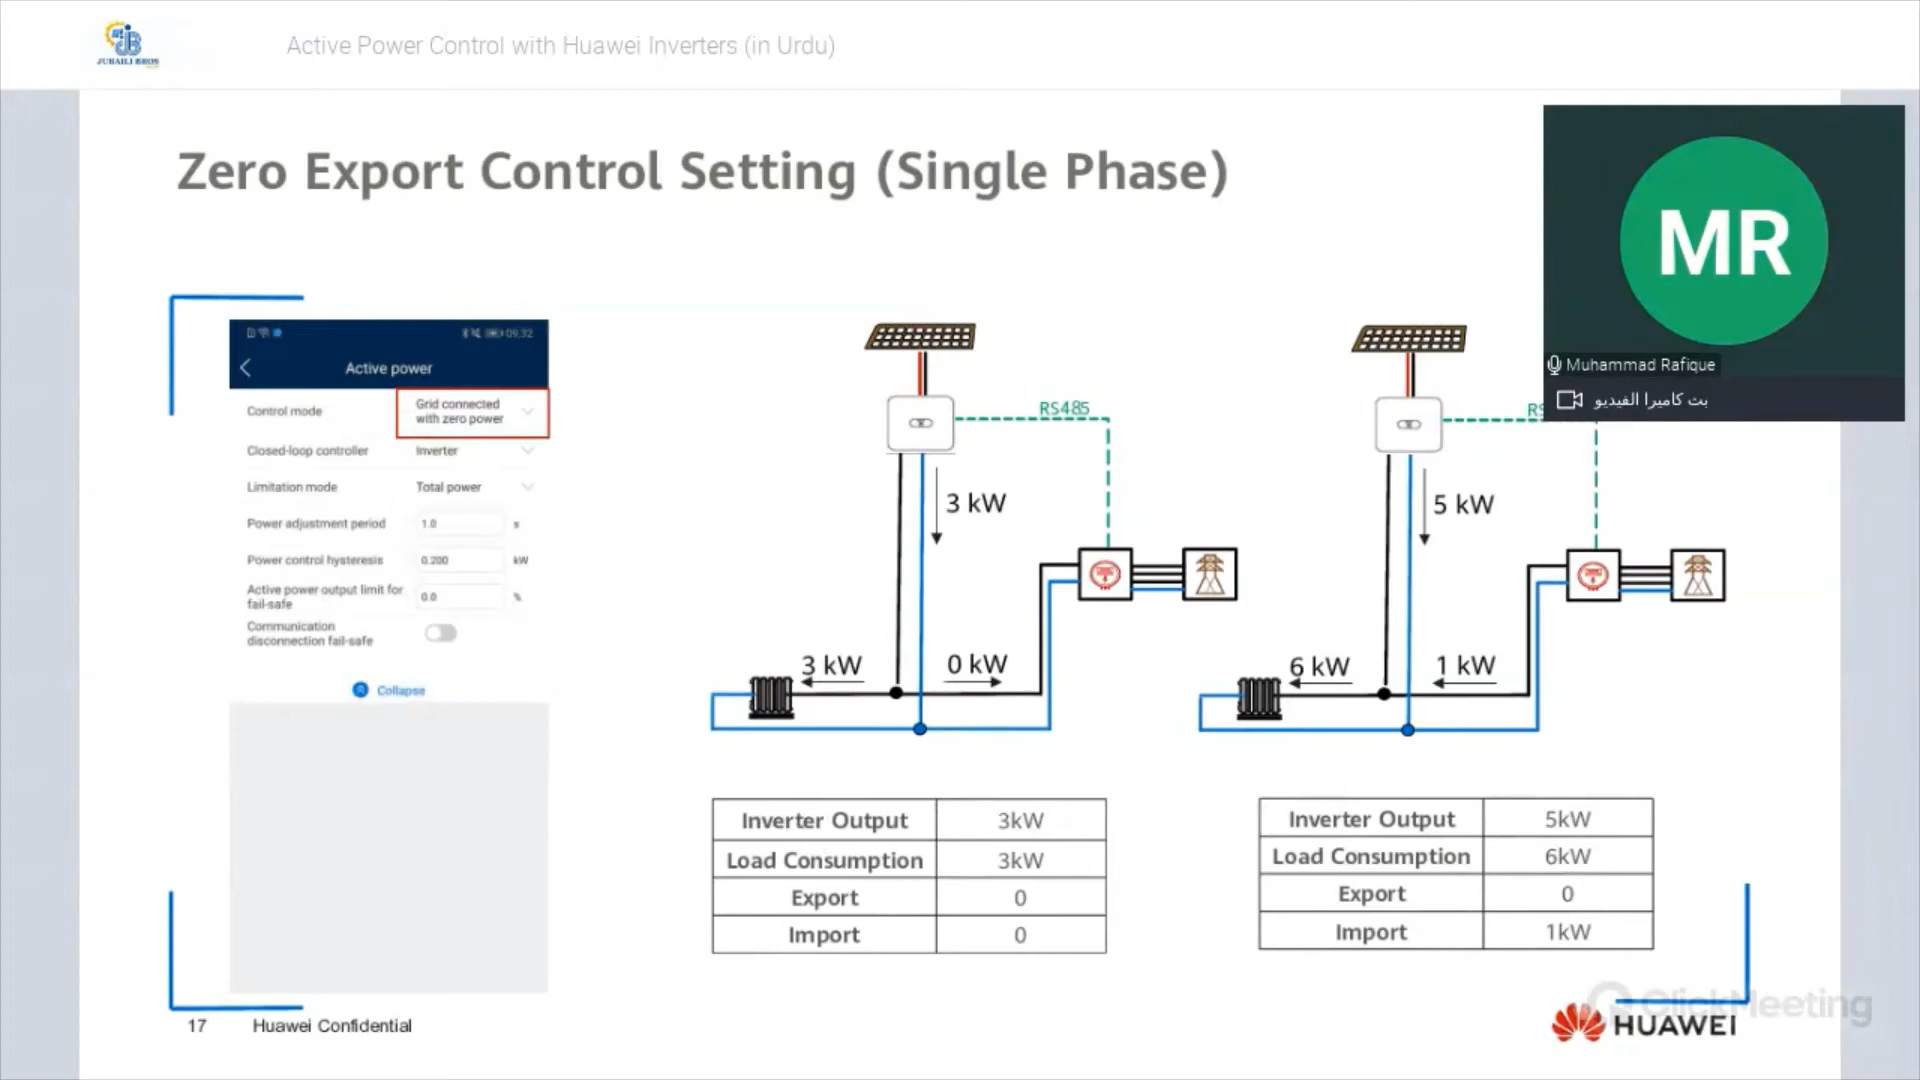 JUBAILI BROS
Active Power Control with Huawei Inverters (in Urdu)
Zero Export Control Setting (Single Phase)
MR
Muhammad Rafique
بث كاميرا الفيديو
09:32
Active power
Control mode
Grid connected
with zero power
Closed-loop controller
Inverter
Limitation mode
Total power
Power adjustment period
1.0
s
Power control hysteresis
0.200
kW
Active power output limit for
fail-safe
0.0
%
Communication
disconnection fail-safe
Collapse
RS485
3 kW
3 kW
0 kW
RS
5 kW
6 kW
1 kW
Inverter Output 3kW
Load Consumption 3kW
Export 0
Import 0
Inverter Output 5kW
Load Consumption 6kW
Export 0
Import 1kW
17
Huawei Confidential
ClickMeeting
HUAWEI